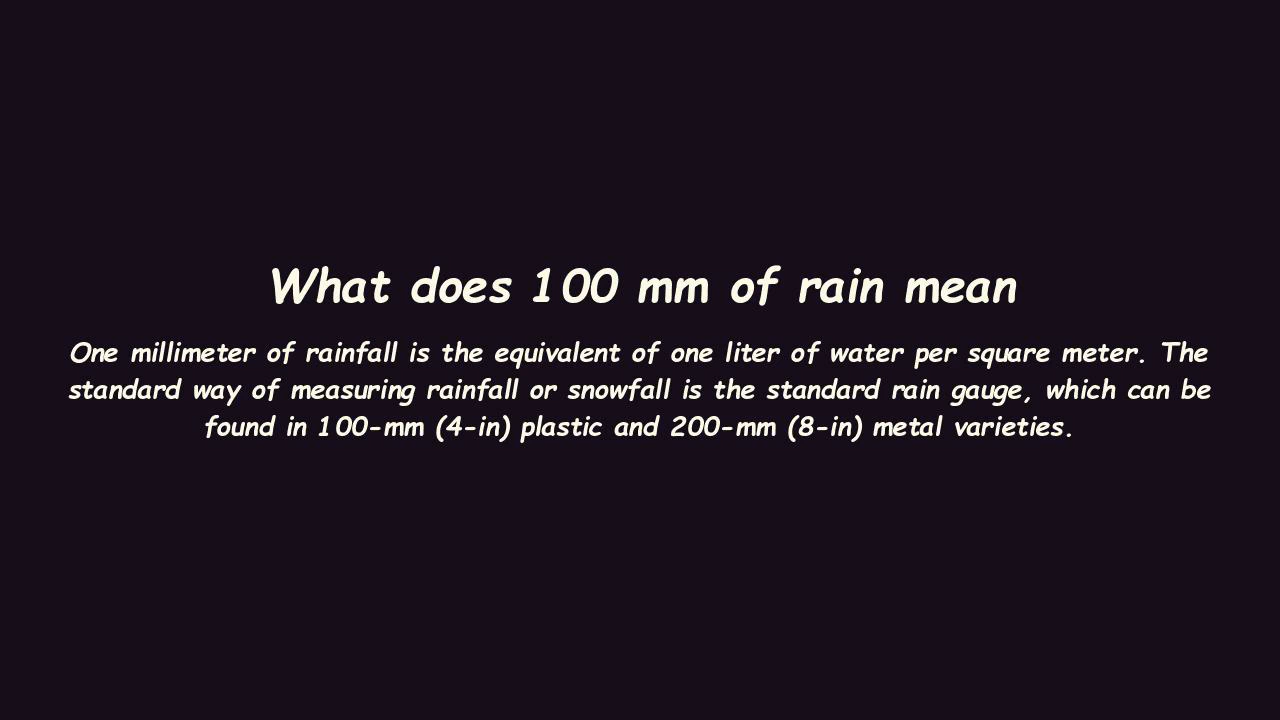 What does 100 mm of rain mean
One millimeter of rainfall is the equivalent of one liter of water per square meter. The
standard way of measuring rainfall or snowfall is the standard rain gauge, which can be
found in 100-mm (4-in) plastic and 200-mm (8-in) metal varieties.